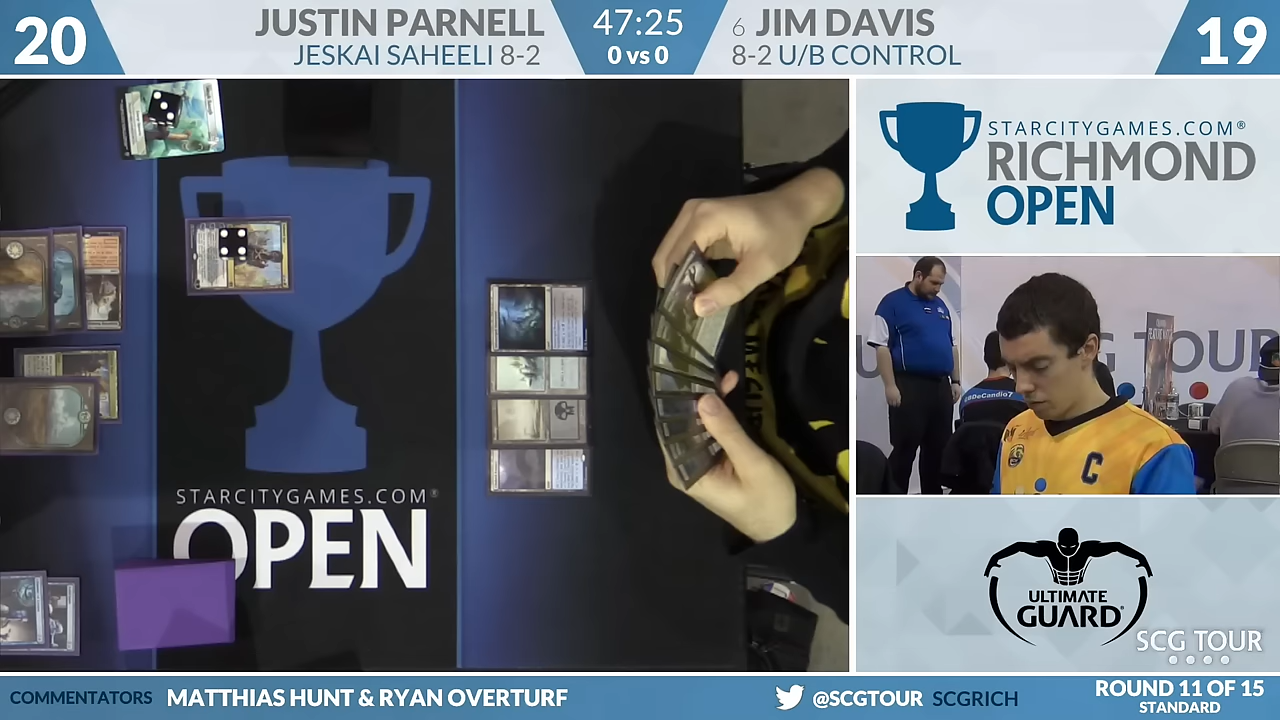 20
JUSTIN PARNELL
JESKAI SAHEELI 8-2
47:25
0 vs 0
6 JIM DAVIS
8-2 U/B CONTROL
19
STARCITYGAMES.COM®
RICHMOND
OPEN
STARCITYGAMES.COM®
OPEN
TOUR
C
ULTIMATE
GUARD
SCG TOUR
COMMENTATORS MATTHIAS HUNT & RYAN OVERTURF
@SCGTOUR SCGRICH
ROUND 11 OF 15
STANDARD